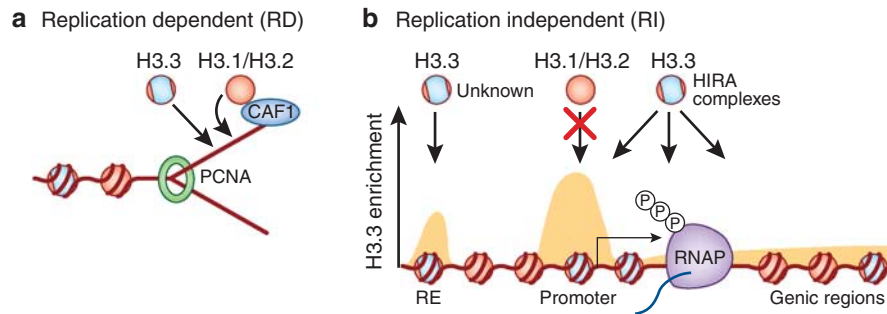 a Replication dependent (RD)
H3.3 H3.1/H3.2
CAF1
PCNA
b Replication independent (RI)
H3.3 H3.1/H3.2 H3.3
Unknown
HIRA
complexes
H3.3 enrichment
P
P
P
RNAP
RE Promoter Genic regions